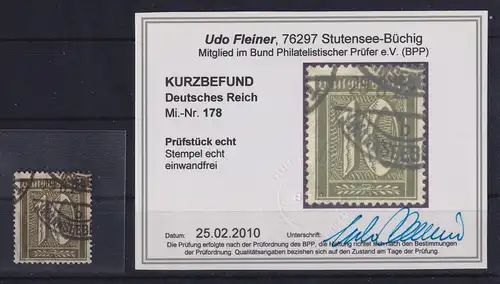 Udo Fleiner, 76297 Stutensee-Büchig
Mitglied im Bund Philatelistischer Prüfer e.V. (BPP)
KURZBEFUND
Deutsches Reich
Mi.-Nr. 178
Prüfstück echt
Stempel echt
einwandfrei
10
Datum: 25.02.2010 Unterschrift:
Die Prüfung erfolgte nach der Prüfordnung des BPP, die Haftung richtet sich nach den Bestimmungen
der Prüfordnung. Qualitätsangaben beziehen sich auf den Zustand am Tage der Prüfung.